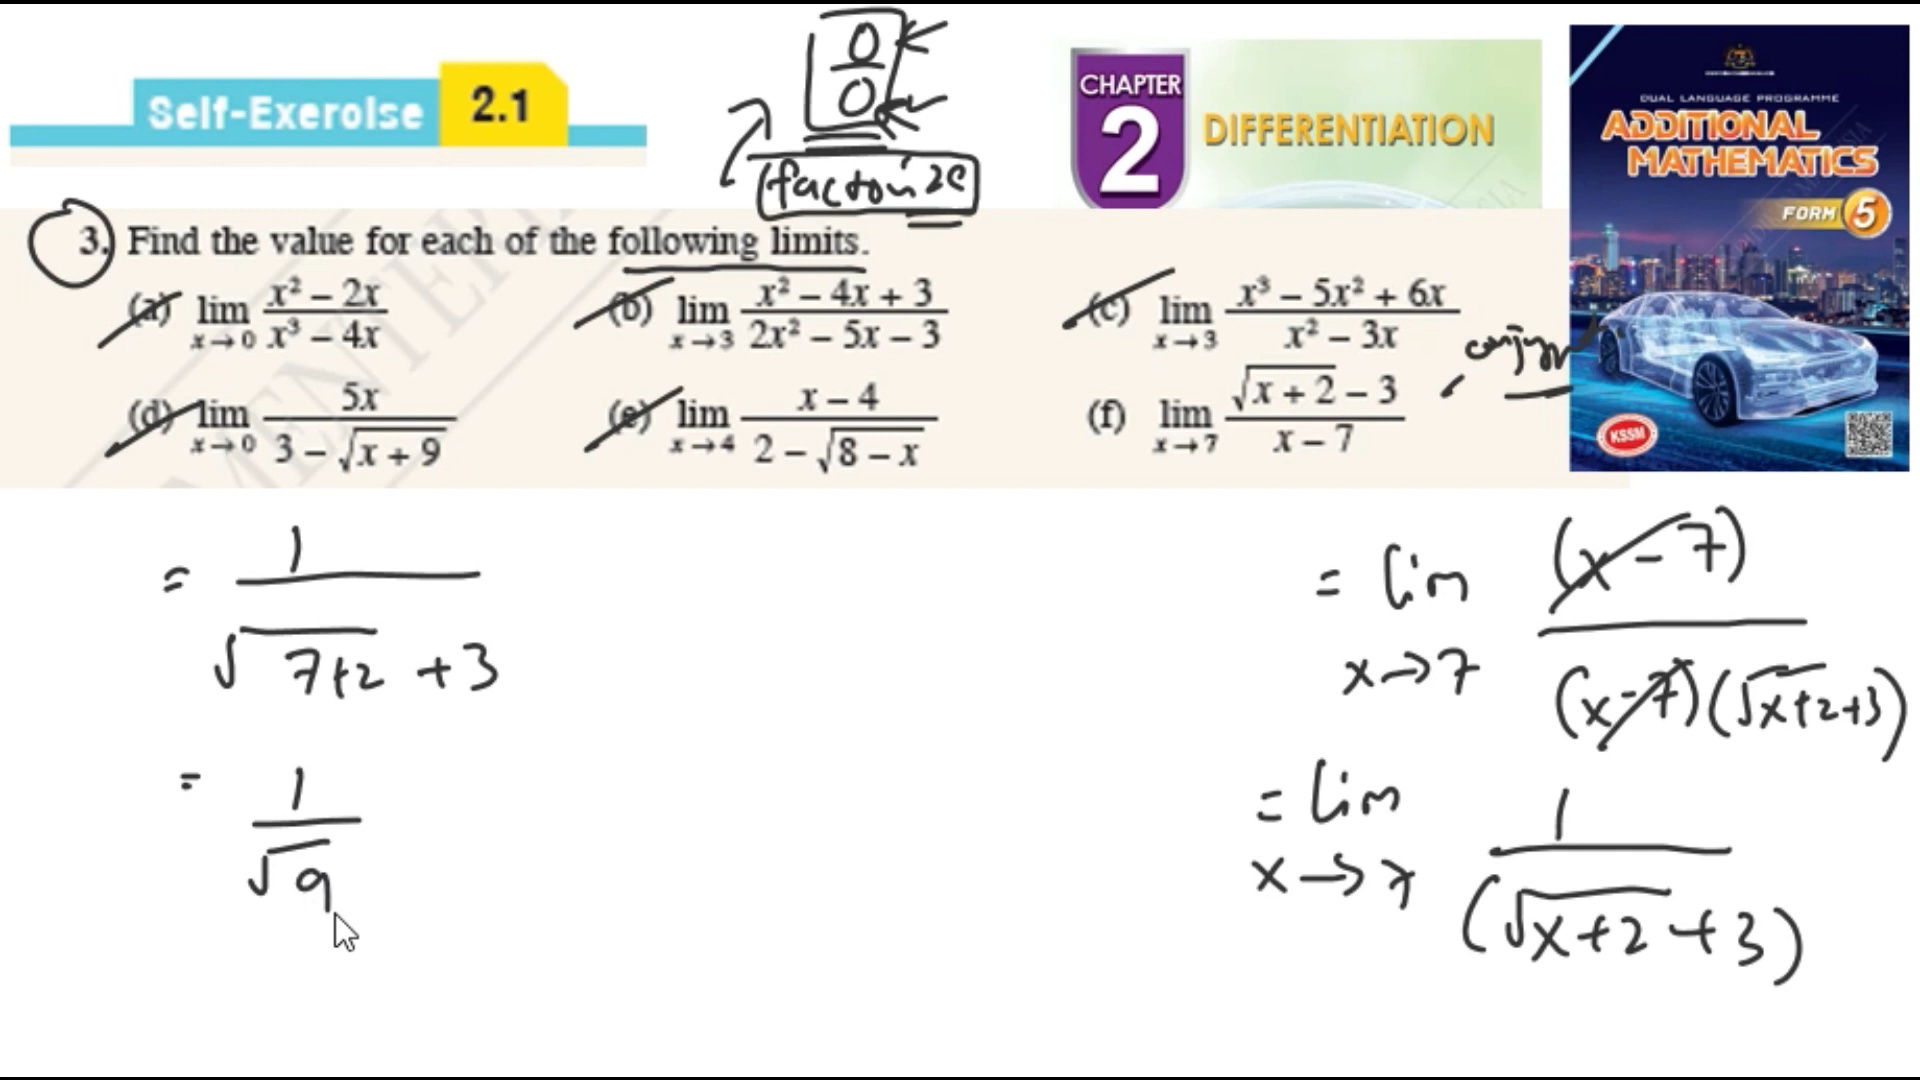 Self-Exercise 2.1
0
0
factorize
CHAPTER
2
DIFFERENTIATION
DUAL LANGUAGE PROGRAMME
ADDITIONAL
MATHEMATICS
FORM 5
KSSM
3. Find the value for each of the following limits.
(a) lim x→0 (x² − 2x)/(x³ − 4x)
(b) lim x→3 (x² − 4x + 3)/(2x² − 5x − 3)
(c) lim x→3 (x³ − 5x² + 6x)/(x² − 3x)
(d) lim x→0 5x/(3 − √(x + 9))
(e) lim x→4 (x − 4)/(2 − √(8 − x))
(f) lim x→7 (√(x + 2) − 3)/(x − 7)
= 1/(√(7+2) + 3)
= 1/√9
= lim x→7 (x − 7)/((x − 7)(√(x+2) + 3))
= lim x→7 1/(√(x+2) + 3)